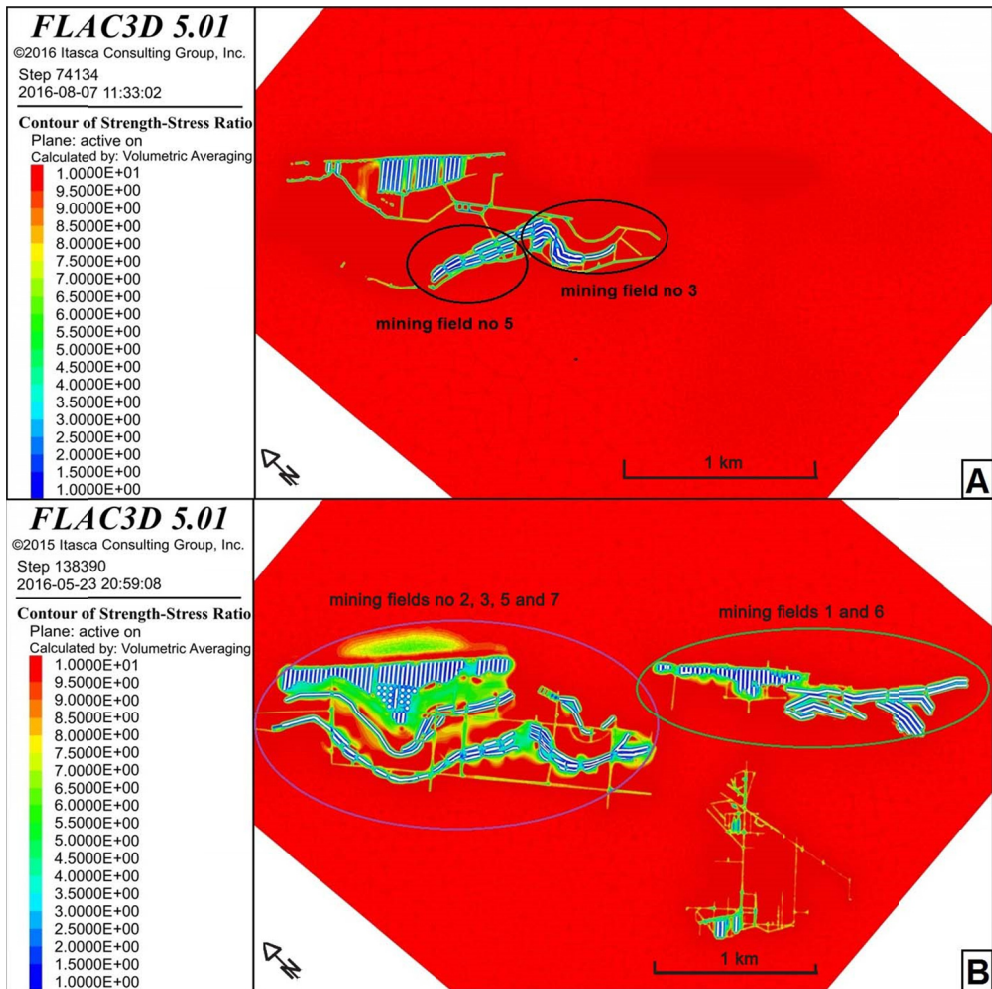 FLAC3D 5.01
©2016 Itasca Consulting Group, Inc.
Step 74134
2016-08-07 11:33:02
Contour of Strength-Stress Ratio
Plane: active on
Calculated by: Volumetric Averaging
1.0000E+01
9.5000E+00
9.0000E+00
8.5000E+00
8.0000E+00
7.5000E+00
7.0000E+00
6.5000E+00
6.0000E+00
5.5000E+00
5.0000E+00
4.5000E+00
4.0000E+00
3.5000E+00
3.0000E+00
2.5000E+00
2.0000E+00
1.5000E+00
1.0000E+00
mining field no 3
mining field no 5
N
1 km
A
FLAC3D 5.01
©2015 Itasca Consulting Group, Inc.
Step 138390
2016-05-23 20:59:08
Contour of Strength-Stress Ratio
Plane: active on
Calculated by: Volumetric Averaging
1.0000E+01
9.5000E+00
9.0000E+00
8.5000E+00
8.0000E+00
7.5000E+00
7.0000E+00
6.5000E+00
6.0000E+00
5.5000E+00
5.0000E+00
4.5000E+00
4.0000E+00
3.5000E+00
3.0000E+00
2.5000E+00
2.0000E+00
1.5000E+00
1.0000E+00
mining fields no 2, 3, 5 and 7
mining fields 1 and 6
N
1 km
B